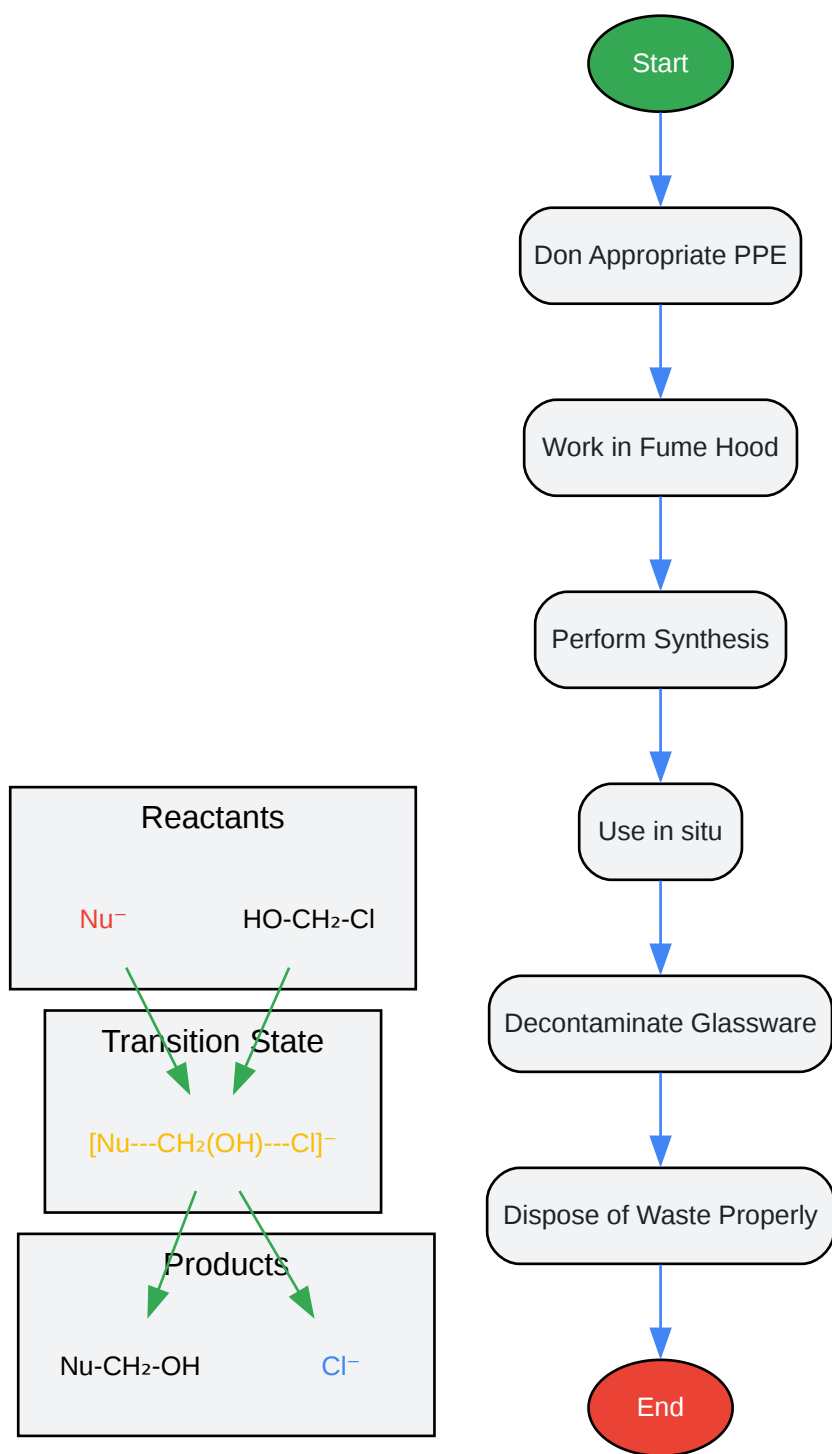 Start
Don Appropriate PPE
Work in Fume Hood
Perform Synthesis
Use in situ
Decontaminate Glassware
Dispose of Waste Properly
End
Reactants
Nu⁻ HO-CH₂-Cl
Transition State
[Nu---CH₂(OH)---Cl]⁻
Products
Nu-CH₂-OH Cl⁻